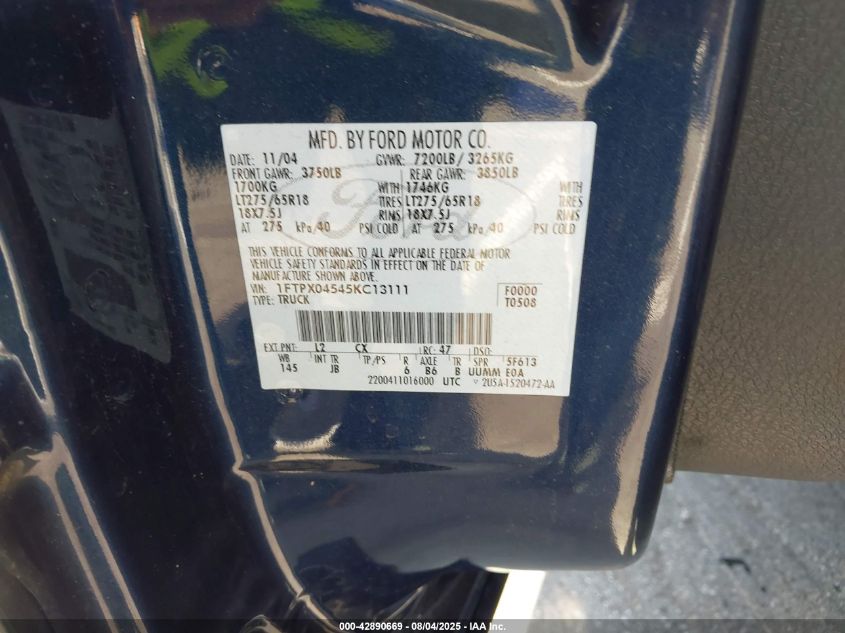 MFD. BY FORD MOTOR CO.
DATE: 11/04 GVWR: 7200LB/ 3265KG
FRONT GAWR: 3750LB REAR GAWR: 3850LB
1700KG WITH 1746KG WITH
LT275/65R18 TIRES LT275/65R18 TIRES
18X7.5J RIMS 18X7.5J RIMS
AT 275 kPa/40 PSI COLD AT 275 kPa/40 PSI COLD
THIS VEHICLE CONFORMS TO ALL APPLICABLE FEDERAL MOTOR
VEHICLE SAFETY STANDARDS IN EFFECT ON THE DATE OF
MANUFACTURE SHOWN ABOVE.
VIN: 1FTPX04545KC13111 F0000
TYPE: TRUCK T0508
Ford
EXT PNT: L2 CX RC: 47 DSO:
WB INT TR TP/PS R AXLE TR SPR 5F613
145 JB 6 B6 B UUMM E0A
2200411016000 UTC 2U5A-1520472-AA
000-42890669 - 08/04/2025 - IAA Inc.